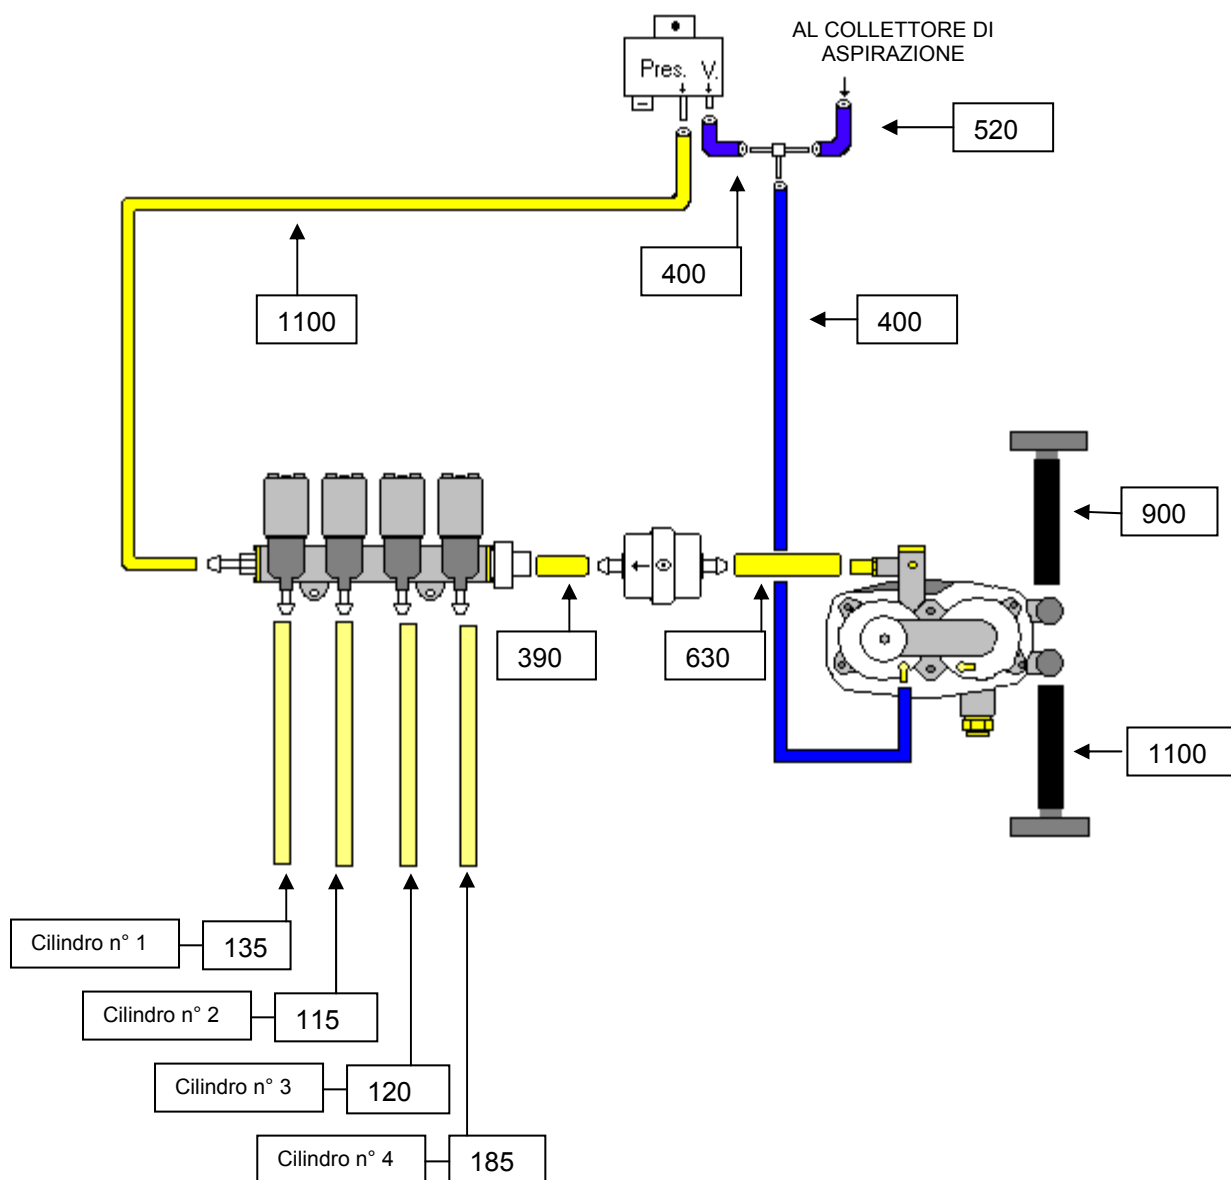 AL COLLETTORE DI
ASPIRAZIONE
Pres. V.
520
400
1100
400
900
390
630
1100
Cilindro n° 1
135
Cilindro n° 2
115
Cilindro n° 3
120
Cilindro n° 4
185